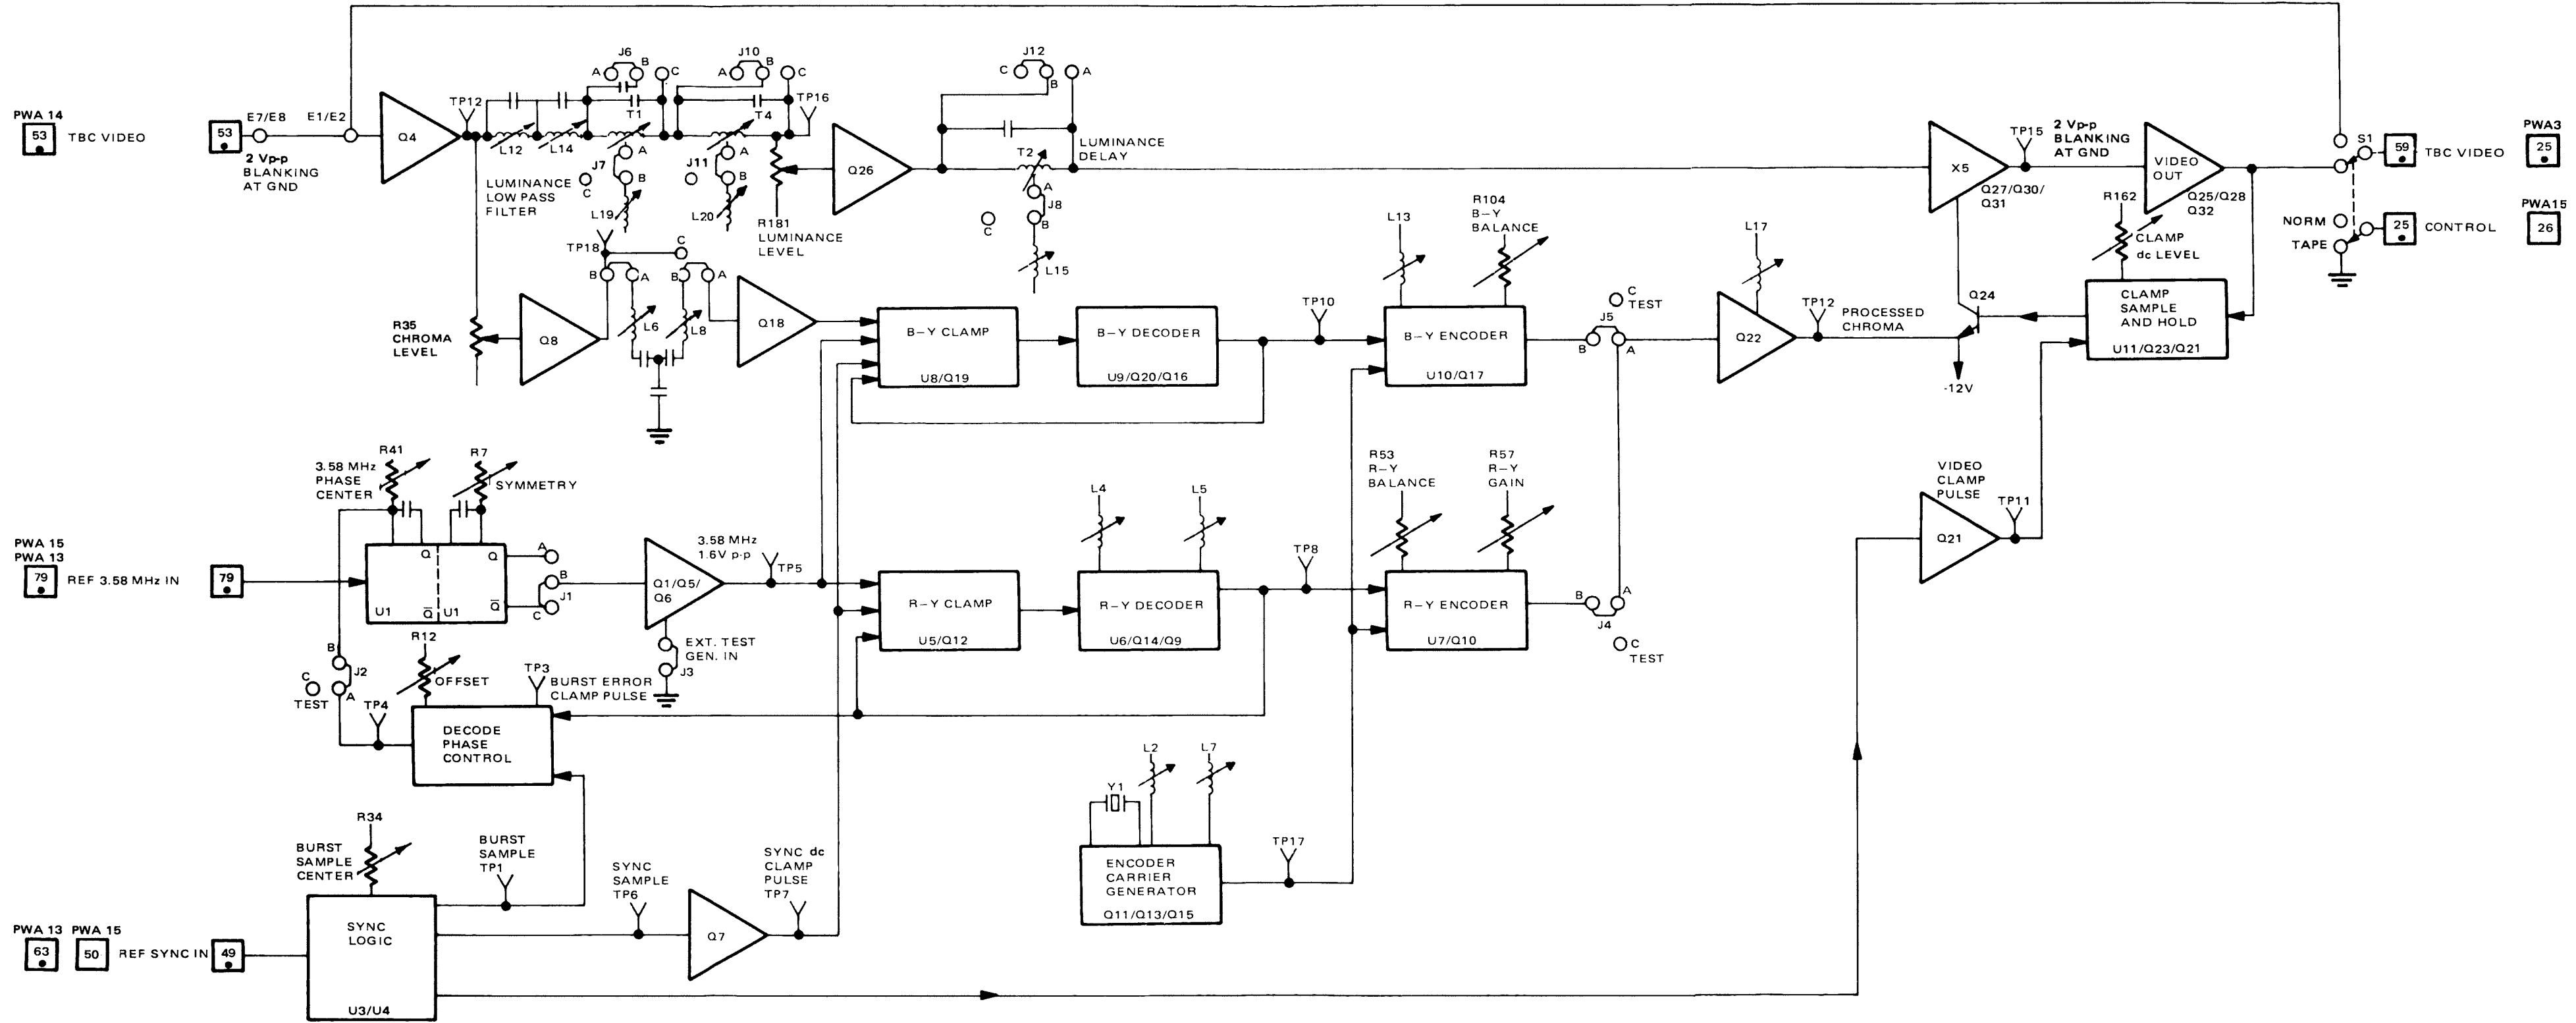 PWA 14
53
TBC VIDEO
53
E7/E8
E1/E2
2 Vp-p
BLANKING
AT GND
Q4
TP12
L12
L14
LUMINANCE
LOW PASS
FILTER
J6
A
B
C
T1
J7
A
B
C
L19
J10
A
B
C
T4
TP16
J11
A
B
L20
R181
LUMINANCE
LEVEL
Q26
J12
C
B
A
T2
LUMINANCE
DELAY
A
J8
B
C
L15
X5
Q27/Q30/
Q31
TP15
2 Vp-p
BLANKING
AT GND
VIDEO
OUT
Q25/Q28
Q32
S1
59
TBC VIDEO
PWA3
25
NORM
TAPE
25
CONTROL
PWA15
26
R162
CLAMP
dc LEVEL
CLAMP
SAMPLE
AND HOLD
U11/Q23/Q21
Q24
-12V
R35
CHROMA
LEVEL
Q8
TP18
C
B
A
L6
B
A
L8
Q18
B-Y CLAMP
U8/Q19
B-Y DECODER
U9/Q20/Q16
TP10
L13
R104
B-Y
BALANCE
B-Y ENCODER
U10/Q17
C
TEST
J5
B
A
L17
Q22
TP12
PROCESSED
CHROMA
PWA 15
PWA 13
79
REF 3.58 MHz IN
79
3.58 MHz
PHASE
CENTER
R41
R7
SYMMETRY
Q
Q
U1
Q̅
U1
Q̅
A
B
C
J1
Q1/Q5/
Q6
3.58 MHz
1.6V p-p
TP5
EXT. TEST
GEN. IN
J3
R-Y CLAMP
U5/Q12
L4
L5
R-Y DECODER
U6/Q14/Q9
TP8
R53
R-Y
BALANCE
R57
R-Y
GAIN
R-Y ENCODER
U7/Q10
B
A
J4
C
TEST
VIDEO
CLAMP
PULSE
Q21
TP11
B
J2
A
C
TEST
TP4
R12
OFFSET
TP3
BURST ERROR
CLAMP PULSE
DECODE
PHASE
CONTROL
L2
L7
Y1
ENCODER
CARRIER
GENERATOR
Q11/Q13/Q15
TP17
R34
BURST
SAMPLE
CENTER
BURST
SAMPLE
TP1
SYNC
SAMPLE
TP6
Q7
SYNC dc
CLAMP
PULSE
TP7
PWA 13
63
PWA 15
50
REF SYNC IN
49
SYNC
LOGIC
U3/U4